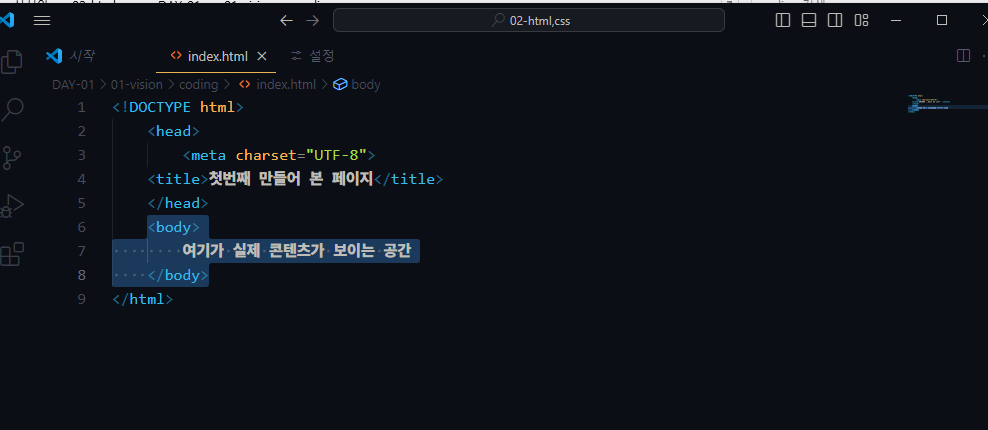 02-html,css
시작
index.html
설정
DAY-01 > 01-vision > coding > index.html > body
1 <!DOCTYPE html>
2 <head>
3 <meta charset="UTF-8">
4 <title>첫번째 만들어 본 페이지</title>
5 </head>
6 <body>
7 여기가 실제 콘텐츠가 보이는 공간
8 </body>
9 </html>